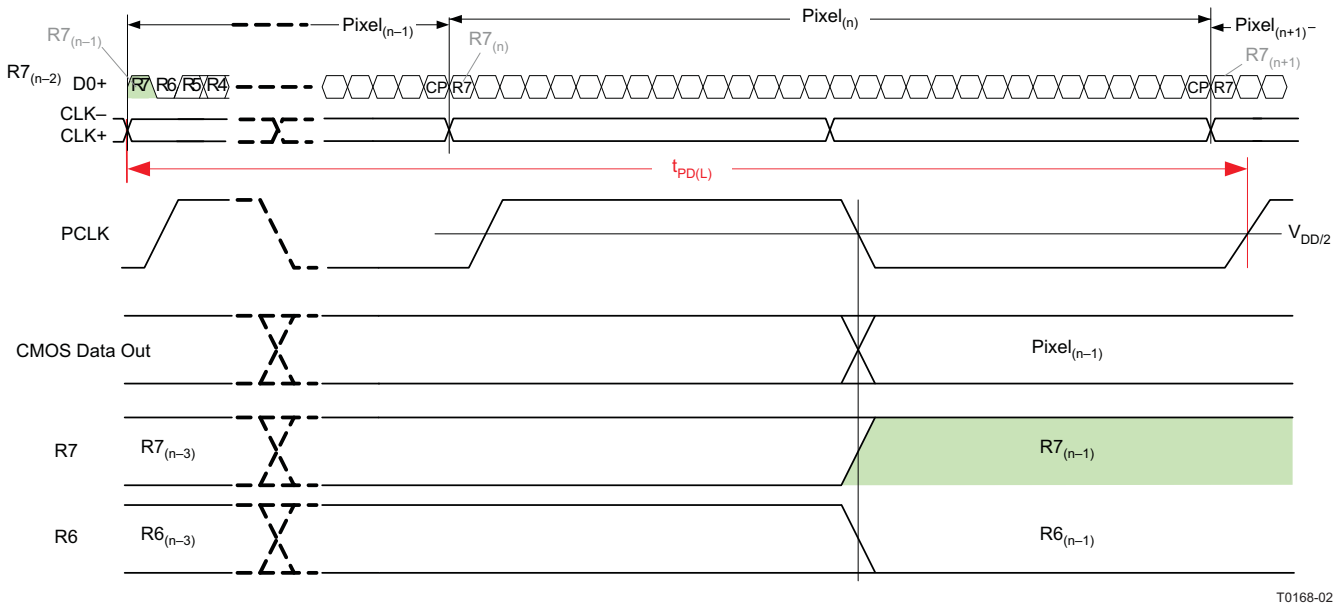 Pixel(n–1) Pixel(n) Pixel(n+1)–
R7(n–1) R7(n) R7(n+1)
R7(n–2) D0+ R7 R6 R5 R4 CP R7 CP R7
CLK–
CLK+
tPD(L)
PCLK VDD/2
CMOS Data Out Pixel(n–1)
R7 R7(n–3) R7(n–1)
R6 R6(n–3) R6(n–1)
T0168-02